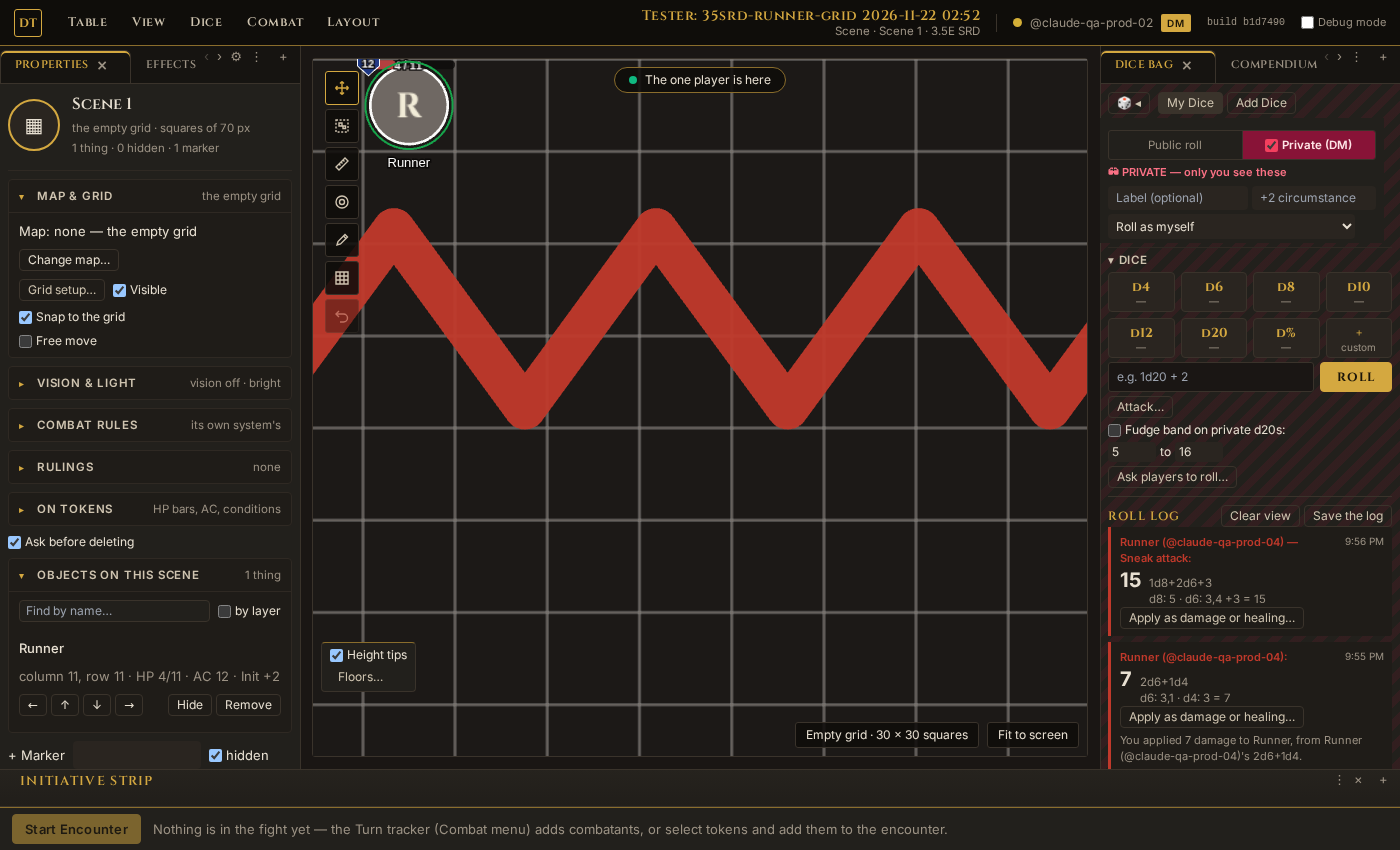 DT TABLE VIEW DICE COMBAT LAYOUT
TESTER: 35SRD-RUNNER-GRID 2026-11-22 02:52
Scene · Scene 1 · 3.5E SRD
@claude-qa-prod-02 DM build b1d7490 Debug mode
PROPERTIES EFFECTS
SCENE 1
the empty grid · squares of 70 px
1 thing · 0 hidden · 1 marker
MAP & GRID the empty grid
Map: none — the empty grid
Change map...
Grid setup... Visible
Snap to the grid
Free move
VISION & LIGHT vision off · bright
COMBAT RULES its own system's
RULINGS none
ON TOKENS HP bars, AC, conditions
Ask before deleting
OBJECTS ON THIS SCENE 1 thing
Find by name... by layer
Runner
column 11, row 11 · HP 4/11 · AC 12 · Init +2
← ↑ ↓ → Hide Remove
+ Marker hidden
12 4/11
R
Runner
The one player is here
Height tips
Floors...
Empty grid · 30 × 30 squares Fit to screen
DICE BAG COMPENDIUM
My Dice Add Dice
Public roll Private (DM)
PRIVATE — only you see these
Label (optional) +2 circumstance
Roll as myself
DICE
D4 D6 D8 D10
— — — —
D12 D20 D% +
— — — custom
e.g. 1d20 + 2 ROLL
Attack...
Fudge band on private d20s:
5 to 16
Ask players to roll...
ROLL LOG Clear view Save the log
Runner (@claude-qa-prod-04) — 9:56 PM
Sneak attack:
15 1d8+2d6+3
d8: 5 · d6: 3,4 +3 = 15
Apply as damage or healing...
Runner (@claude-qa-prod-04): 9:55 PM
7 2d6+1d4
d6: 3,1 · d4: 3 = 7
Apply as damage or healing...
You applied 7 damage to Runner, from Runner
(@claude-qa-prod-04)'s 2d6+1d4.
INITIATIVE STRIP
Start Encounter Nothing is in the fight yet — the Turn tracker (Combat menu) adds combatants, or select tokens and add them to the encounter.